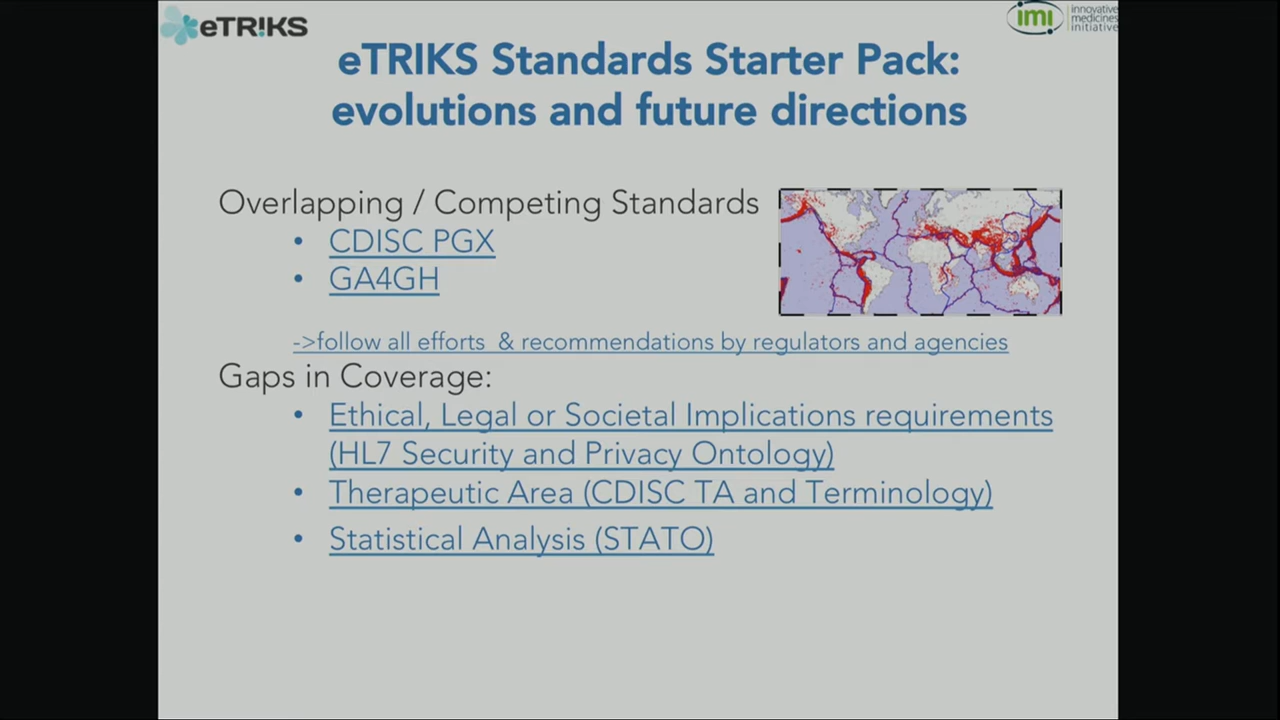 eTR!KS
imi
innovative
medicines
initiative
eTRIKS Standards Starter Pack:
evolutions and future directions
Overlapping / Competing Standards
• CDISC PGX
• GA4GH
->follow all efforts & recommendations by regulators and agencies
Gaps in Coverage:
• Ethical, Legal or Societal Implications requirements
(HL7 Security and Privacy Ontology)
• Therapeutic Area (CDISC TA and Terminology)
• Statistical Analysis (STATO)